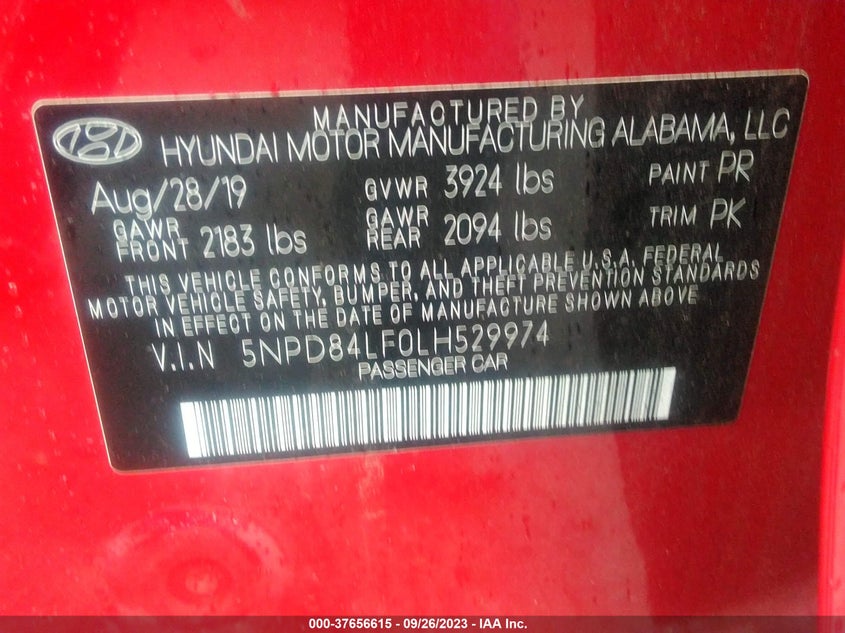 MANUFACTURED BY
HYUNDAI MOTOR MANUFACTURING ALABAMA, LLC
Aug/28/19 GVWR 3924 lbs PAINT PR
GAWR FRONT 2183 lbs GAWR REAR 2094 lbs TRIM PK
THIS VEHICLE CONFORMS TO ALL APPLICABLE U.S.A. FEDERAL
MOTOR VEHICLE SAFETY, BUMPER, AND THEFT PREVENTION STANDARDS
IN EFFECT ON THE DATE OF MANUFACTURE SHOWN ABOVE
V.I.N 5NPD84LF0LH529974
PASSENGER CAR
000-37656615 - 09/26/2023 - IAA Inc.